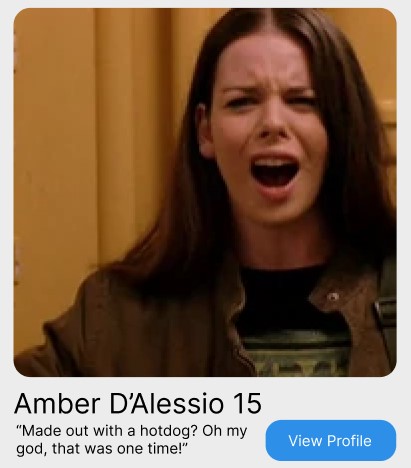 Amber D’Alessio 15
“Made out with a hotdog? Oh my
god, that was one time!”
View Profile